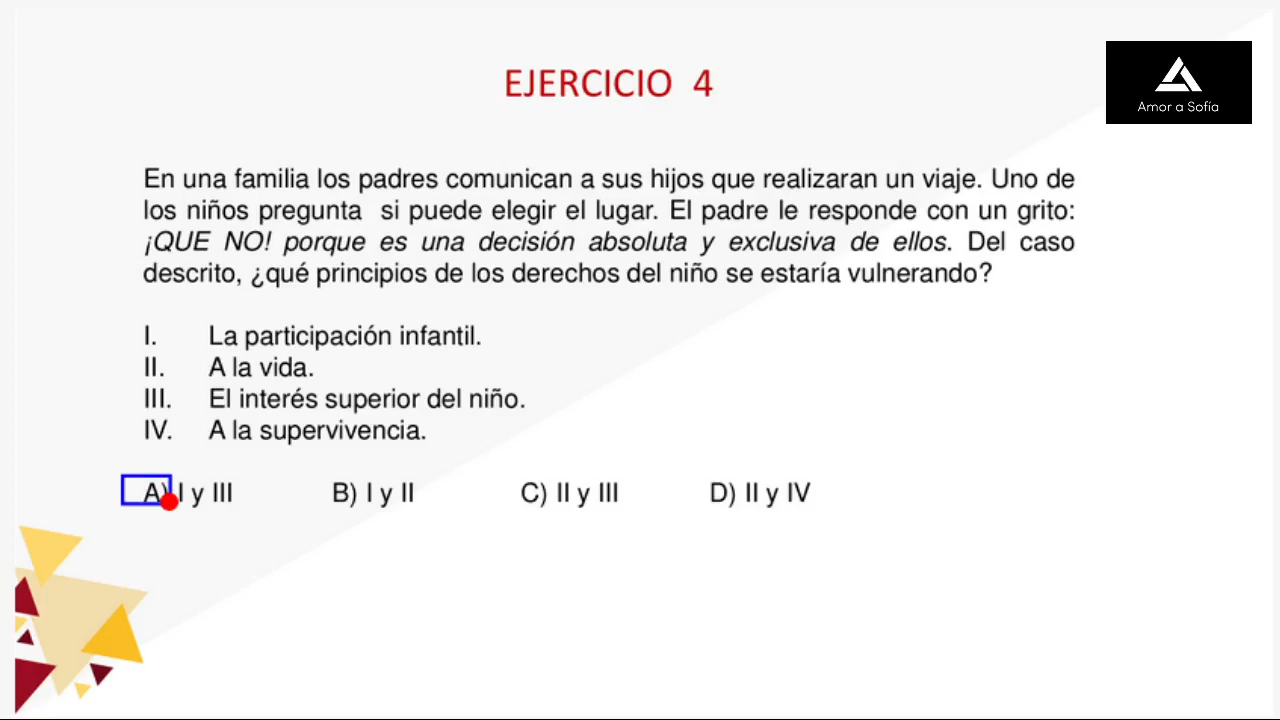 EJERCICIO 4
Amor a Sofía
En una familia los padres comunican a sus hijos que realizaran un viaje. Uno de
los niños pregunta si puede elegir el lugar. El padre le responde con un grito:
¡QUE NO! porque es una decisión absoluta y exclusiva de ellos. Del caso
descrito, ¿qué principios de los derechos del niño se estaría vulnerando?
I. La participación infantil.
II. A la vida.
III. El interés superior del niño.
IV. A la supervivencia.
A) I y III B) I y II C) II y III D) II y IV